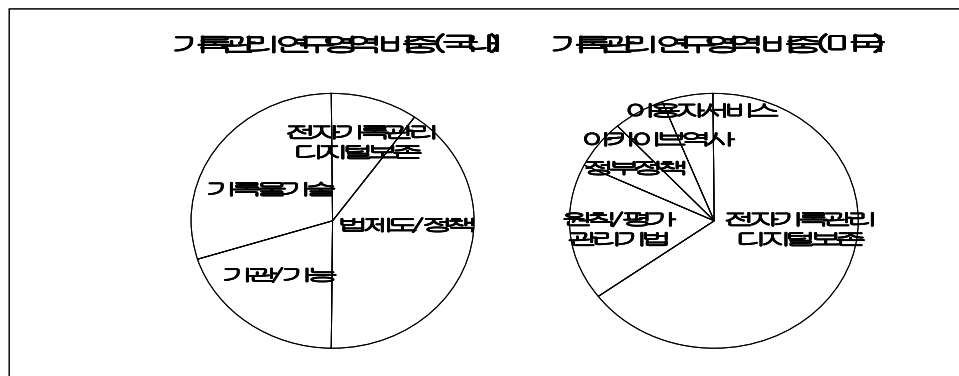 기록관리 연구영역 비중(국내)
전자기록관리
디지털보존
기록물기술
법제도/정책
기관/기능
기록관리 연구영역 비중(미국)
이용자서비스
아카이브역사
정부정책
원칙/평가
관리기법
전자기록관리
디지털보존